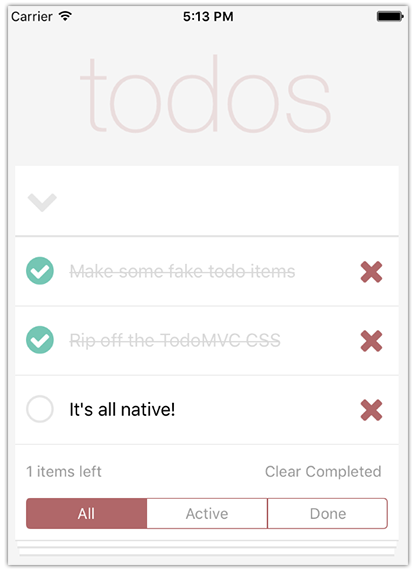 Carrier 5:13 PM
todos
Make some fake todo items
Rip off the TodoMVC CSS
It's all native!
1 items left Clear Completed
All Active Done